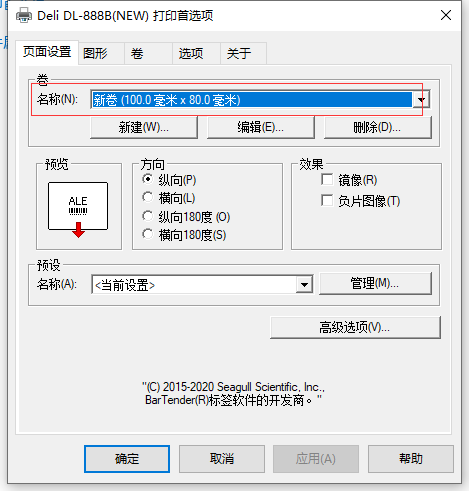 Deli DL-888B(NEW) 打印首选项
页面设置 图形 卷 选项 关于
卷
名称(N): 新卷 (100.0 毫米 x 80.0 毫米)
新建(W)... 编辑(E)... 删除(D)...
预览
ALE
方向
纵向(P)
横向(L)
纵向180度 (O)
横向180度(S)
效果
镜像(R)
负片图像(T)
预设
名称(A): <当前设置> 管理(M)...
高级选项(V)...
"(C) 2015-2020 Seagull Scientific, Inc.,
BarTender(R)标签软件的开发商。"
确定 取消 应用(A) 帮助